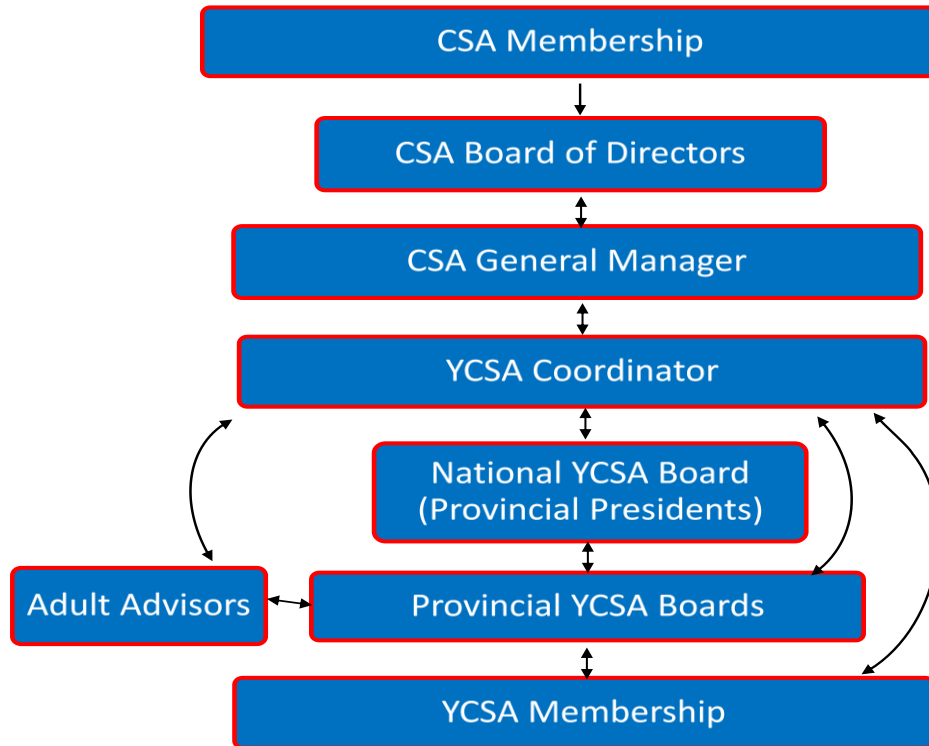 CSA Membership
CSA Board of Directors
CSA General Manager
YCSA Coordinator
National YCSA Board
(Provincial Presidents)
Adult Advisors
Provincial YCSA Boards
YCSA Membership